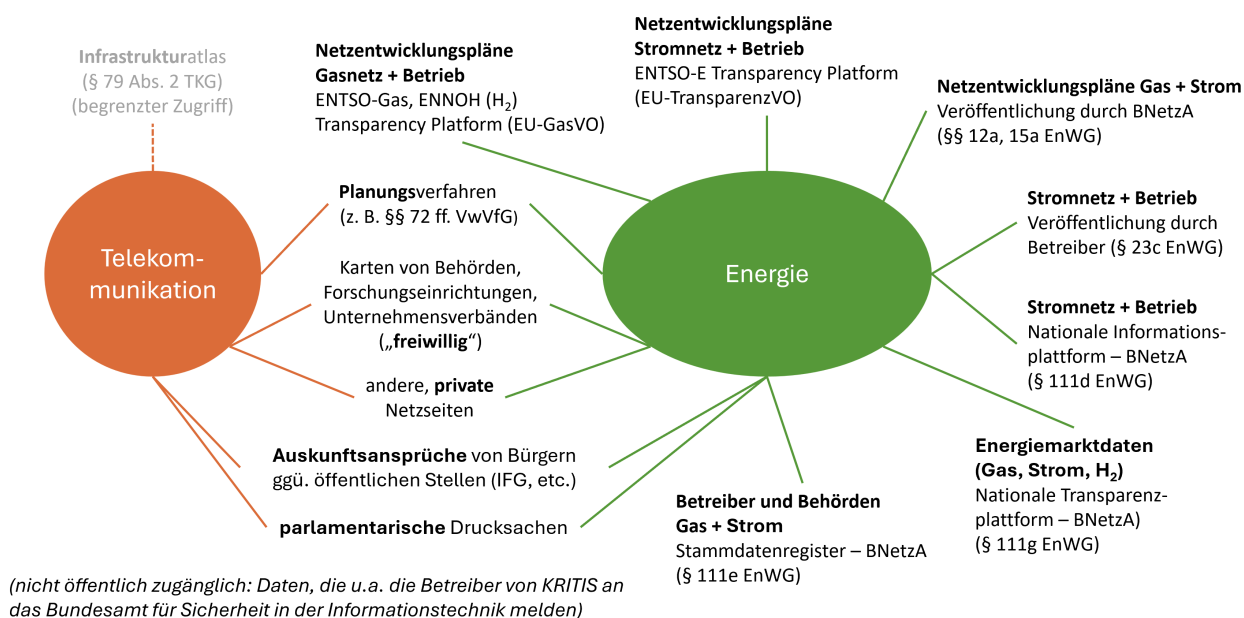 Infrastrukturatlas
(§ 79 Abs. 2 TKG)
(begrenzter Zugriff)
Netzentwicklungspläne
Gasnetz + Betrieb
ENTSO-Gas, ENNOH (H₂)
Transparency Platform (EU-GasVO)
Netzentwicklungspläne
Stromnetz + Betrieb
ENTSO-E Transparency Platform
(EU-TransparenzVO)
Netzentwicklungspläne Gas + Strom
Veröffentlichung durch BNetzA
(§§ 12a, 15a EnWG)
Telekom-
munikation
Planungsverfahren
(z. B. §§ 72 ff. VwVfG)
Karten von Behörden,
Forschungseinrichtungen,
Unternehmensverbänden
(„freiwillig“)
andere, private
Netzseiten
Auskunftsansprüche von Bürgern
ggü. öffentlichen Stellen (IFG, etc.)
parlamentarische Drucksachen
Energie
Stromnetz + Betrieb
Veröffentlichung durch
Betreiber (§ 23c EnWG)
Stromnetz + Betrieb
Nationale Informations-
plattform – BNetzA
(§ 111d EnWG)
Energiemarktdaten
(Gas, Strom, H₂)
Nationale Transparenz-
plattform – BNetzA)
(§ 111g EnWG)
Betreiber und Behörden
Gas + Strom
Stammdatenregister – BNetzA
(§ 111e EnWG)
(nicht öffentlich zugänglich: Daten, die u.a. die Betreiber von KRITIS an
das Bundesamt für Sicherheit in der Informationstechnik melden)